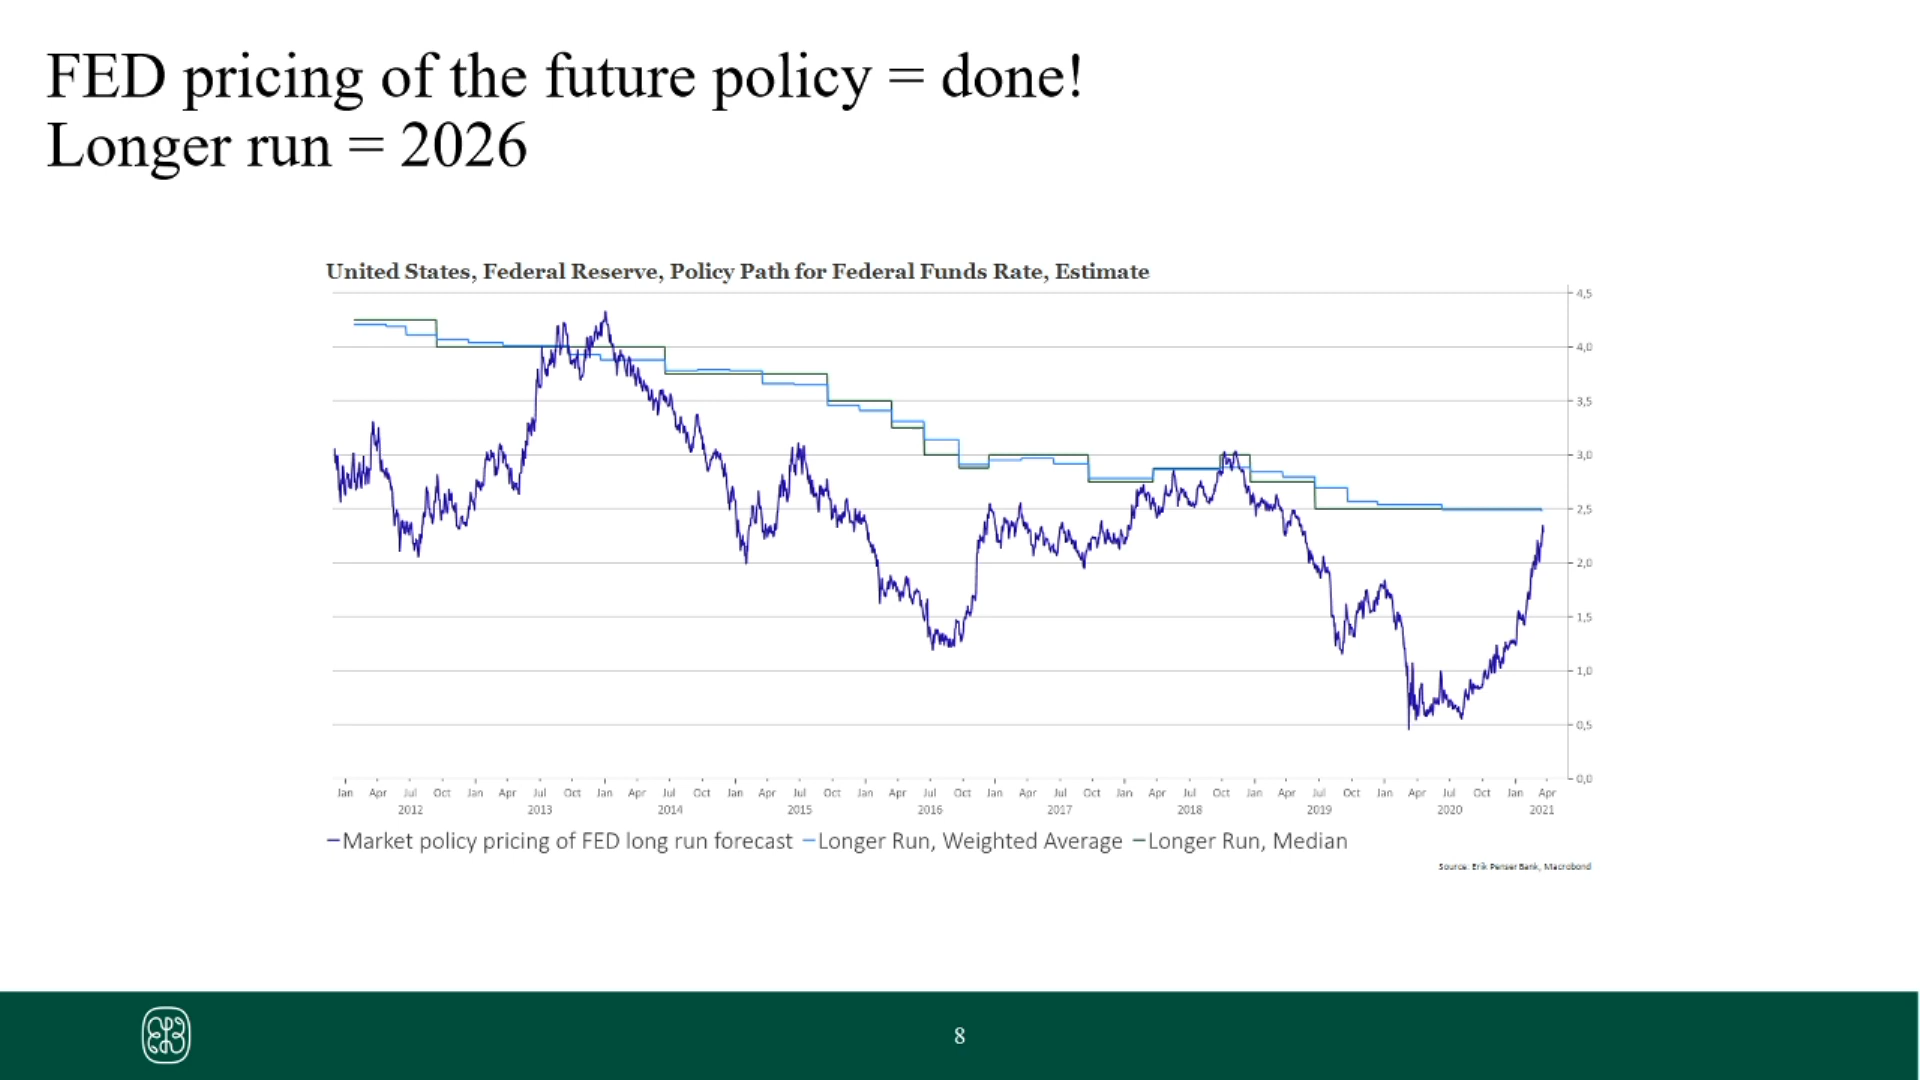 FED pricing of the future policy = done!
Longer run = 2026
United States, Federal Reserve, Policy Path for Federal Funds Rate, Estimate
4,5
4,0
3,5
3,0
2,5
2,0
1,5
1,0
0,5
0,0
Jan Apr Jul Oct Jan Apr Jul Oct Jan Apr Jul Oct Jan Apr Jul Oct Jan Apr Jul Oct Jan Apr Jul Oct Jan Apr Jul Oct Jan Apr Jul Oct Jan Apr Jul Oct Jan Apr
2012 2013 2014 2015 2016 2017 2018 2019 2020 2021
Market policy pricing of FED long run forecast Longer Run, Weighted Average Longer Run, Median
Source: Erik Penser Bank, Macrobond
8